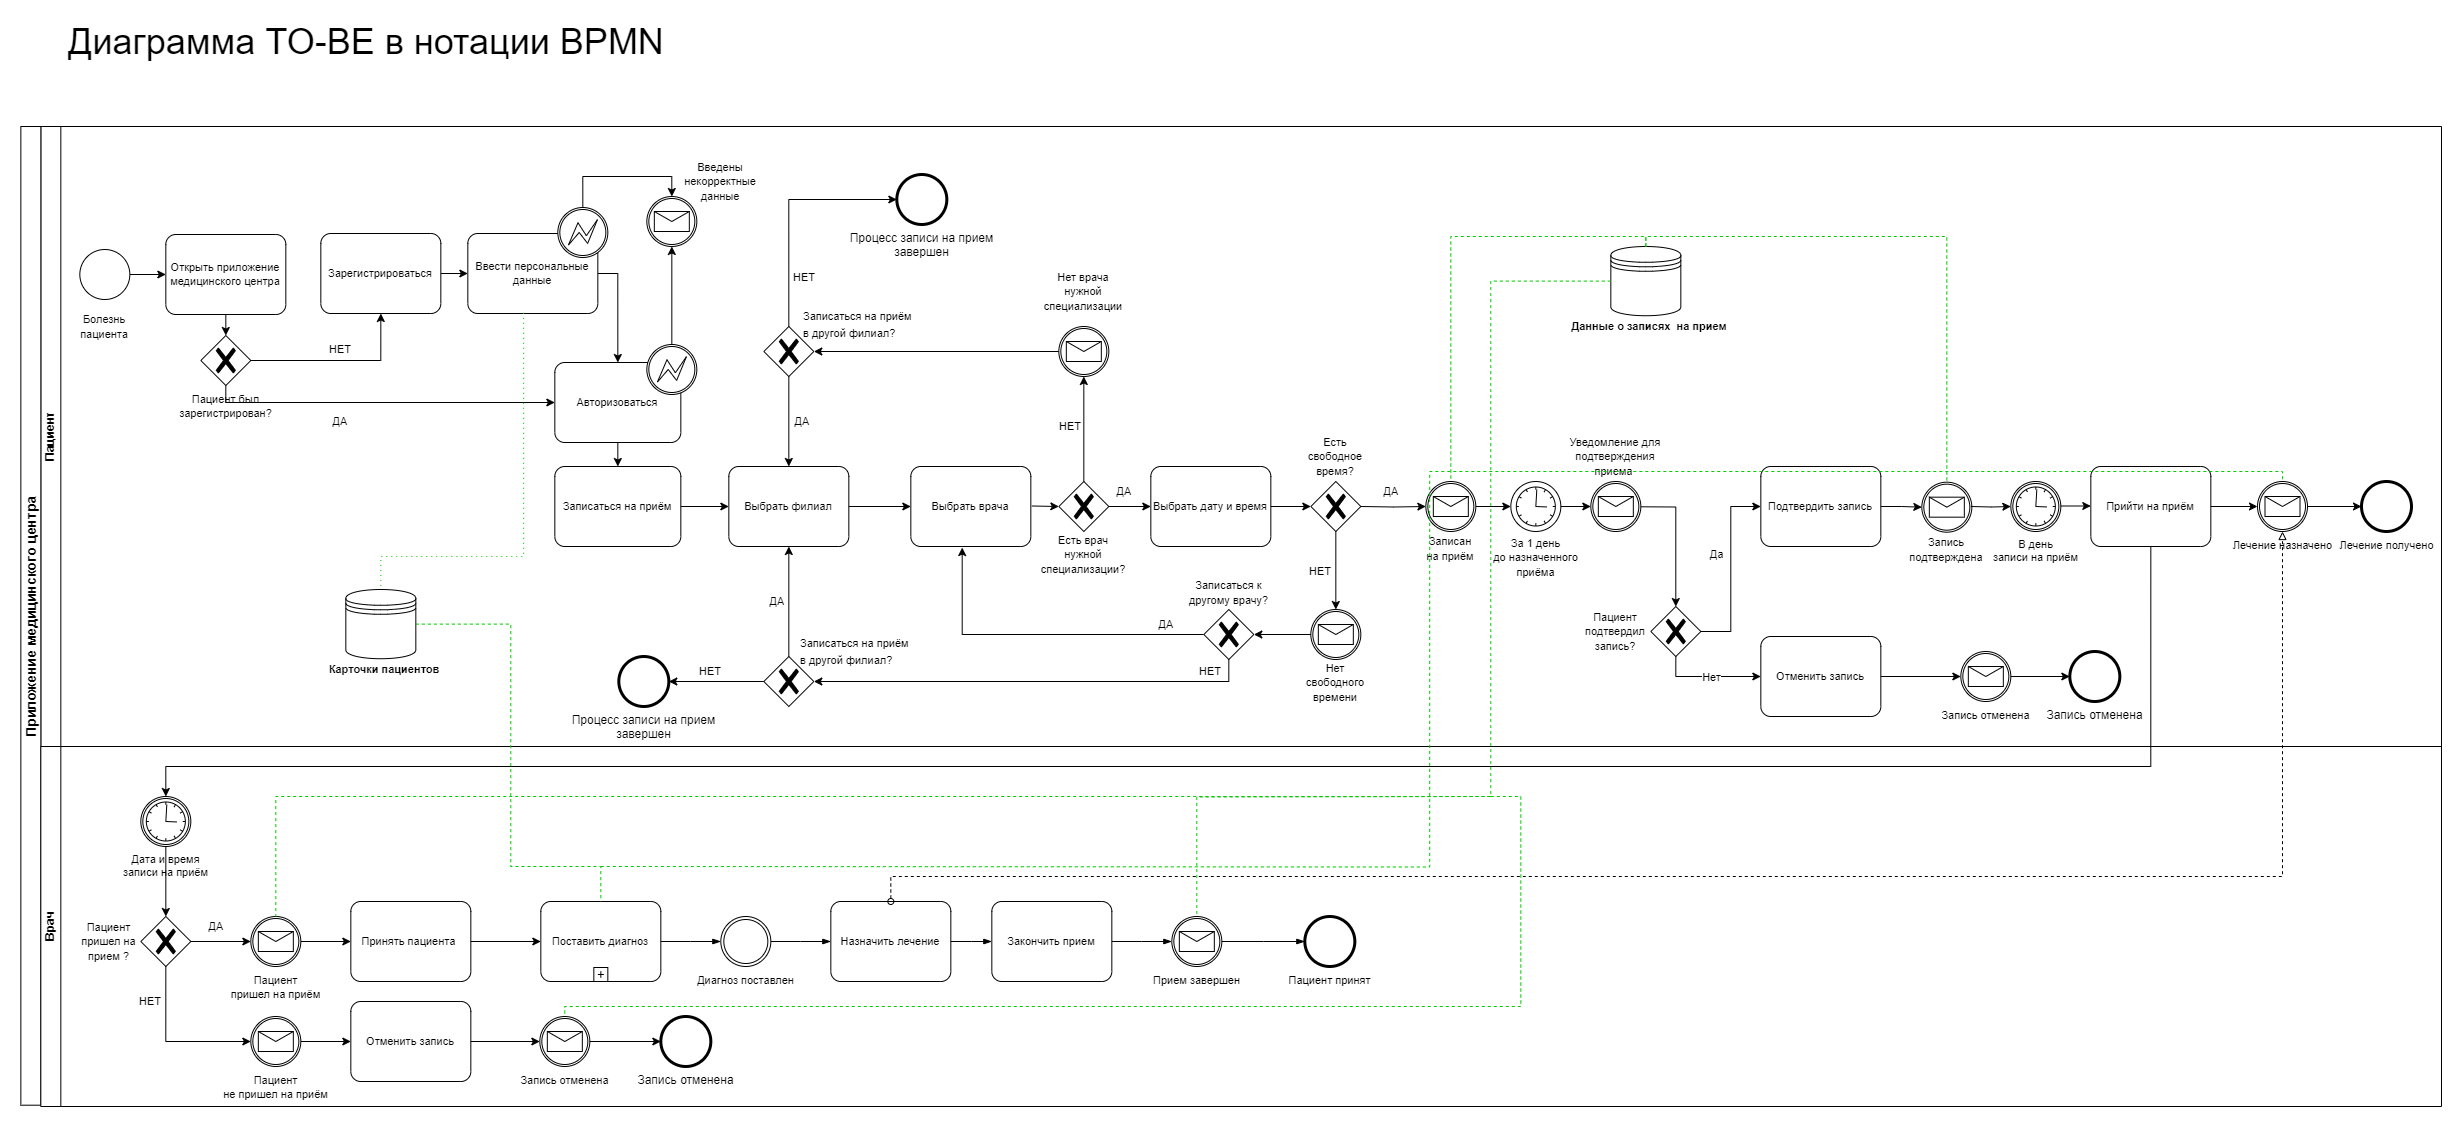 Диаграмма TO-BE в нотации BPMN
Приложение медицинского центра
Пациент
Болезнь
пациента
Открыть приложение
медицинского центра
Пациент был
зарегистрирован?
НЕТ
ДА
Зарегистрироваться
Ввести персональные
данные
Введены
некорректные
данные
Авторизоваться
Записаться на приём
Карточки пациентов
Процесс записи на прием
завершен
НЕТ
Записаться на приём
в другой филиал?
ДА
Выбрать филиал
ДА
Записаться на приём
в другой филиал?
НЕТ
Процесс записи на прием
завершен
Выбрать врача
Нет врача
нужной
специализации
НЕТ
ДА
Есть врач
нужной
специализации?
Выбрать дату и время
Есть
свободное
время?
ДА
НЕТ
Записаться к
другому врачу?
ДА
НЕТ
Нет
свободного
времени
Записан
на приём
За 1 день
до назначенного
приёма
Уведомление для
подтверждения
приема
Данные о записях на прием
Пациент
подтвердил
запись?
Да
Нет
Подтвердить запись
Запись
подтверждена
В день
записи на приём
Прийти на приём
Лечение назначено
Лечение получено
Отменить запись
Запись отменена
Запись отменена
Врач
Дата и время
записи на приём
Пациент
пришел на
прием ?
ДА
НЕТ
Пациент
пришел на приём
Принять пациента
Поставить диагноз
Диагноз поставлен
Назначить лечение
Закончить прием
Прием завершен
Пациент принят
Пациент
не пришел на приём
Отменить запись
Запись отменена
Запись отменена